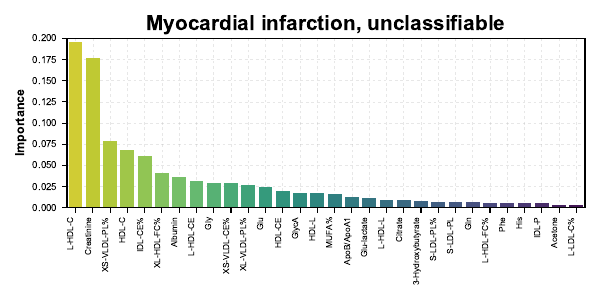 Myocardial infarction, unclassifiable
Importance
0.200
0.175
0.150
0.125
0.100
0.075
0.050
0.025
0.000
L-HDL-C
Creatinine
XS-VLDL-PL%
HDL-C
IDL-CE%
XL-HDL-FC%
Albumin
L-HDL-CE
Gly
XS-VLDL-CE%
XL-VLDL-PL%
Glu
HDL-CE
GlycA
HDL-L
MUFA%
ApoB/ApoA1
Glu-lactate
L-HDL-L
Citrate
3-Hydroxybutyrate
S-LDL-PL%
S-LDL-PL
Gln
L-HDL-FC%
Phe
His
IDL-P
Acetone
L-LDL-C%